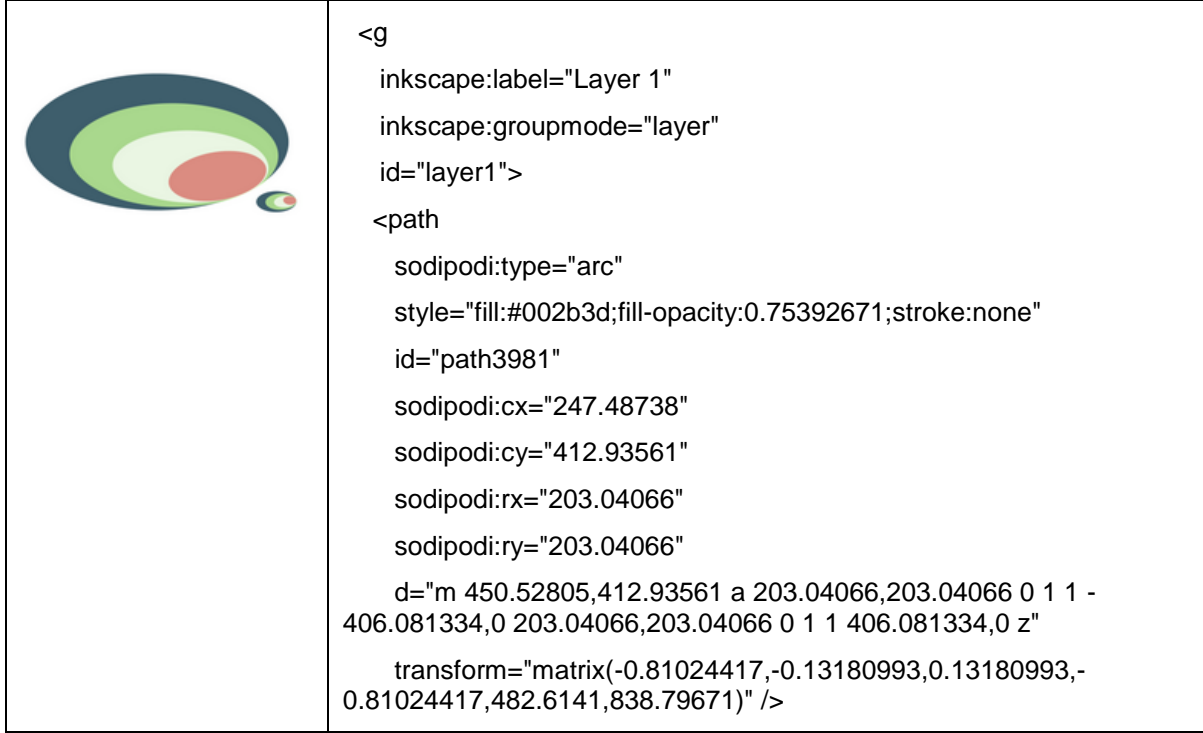 <g
inkscape:label="Layer 1"
inkscape:groupmode="layer"
id="layer1">
<path
sodipodi:type="arc"
style="fill:#002b3d;fill-opacity:0.75392671;stroke:none"
id="path3981"
sodipodi:cx="247.48738"
sodipodi:cy="412.93561"
sodipodi:rx="203.04066"
sodipodi:ry="203.04066"
d="m 450.52805,412.93561 a 203.04066,203.04066 0 1 1 -
406.081334,0 203.04066,203.04066 0 1 1 406.081334,0 z"
transform="matrix(-0.81024417,-0.13180993,0.13180993,-
0.81024417,482.6141,838.79671)" />